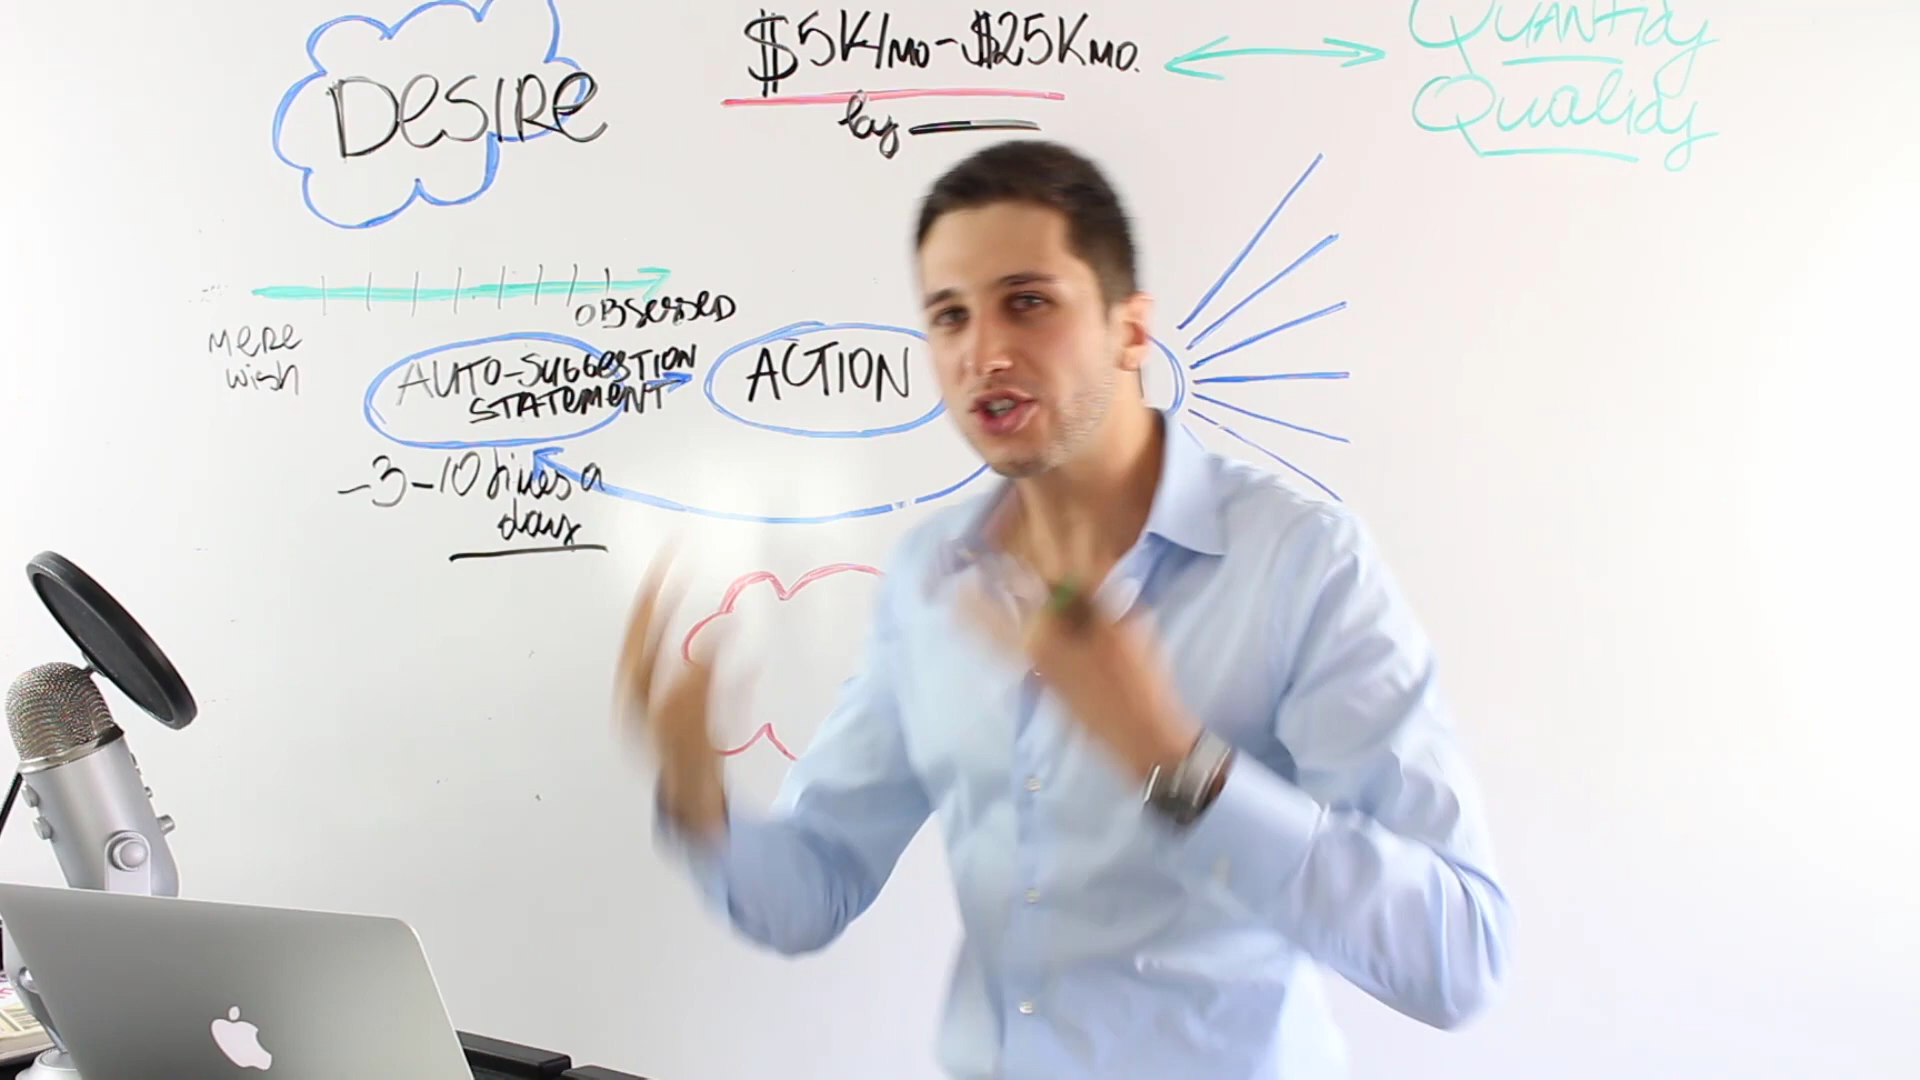 DESIRE
$5K/mo - $25K mo.
by
QUANTITY
Quality
MERE
wish
OBSESSED
AUTO-SUGGESTION
STATEMENT
ACTION
-3-10 times a
day